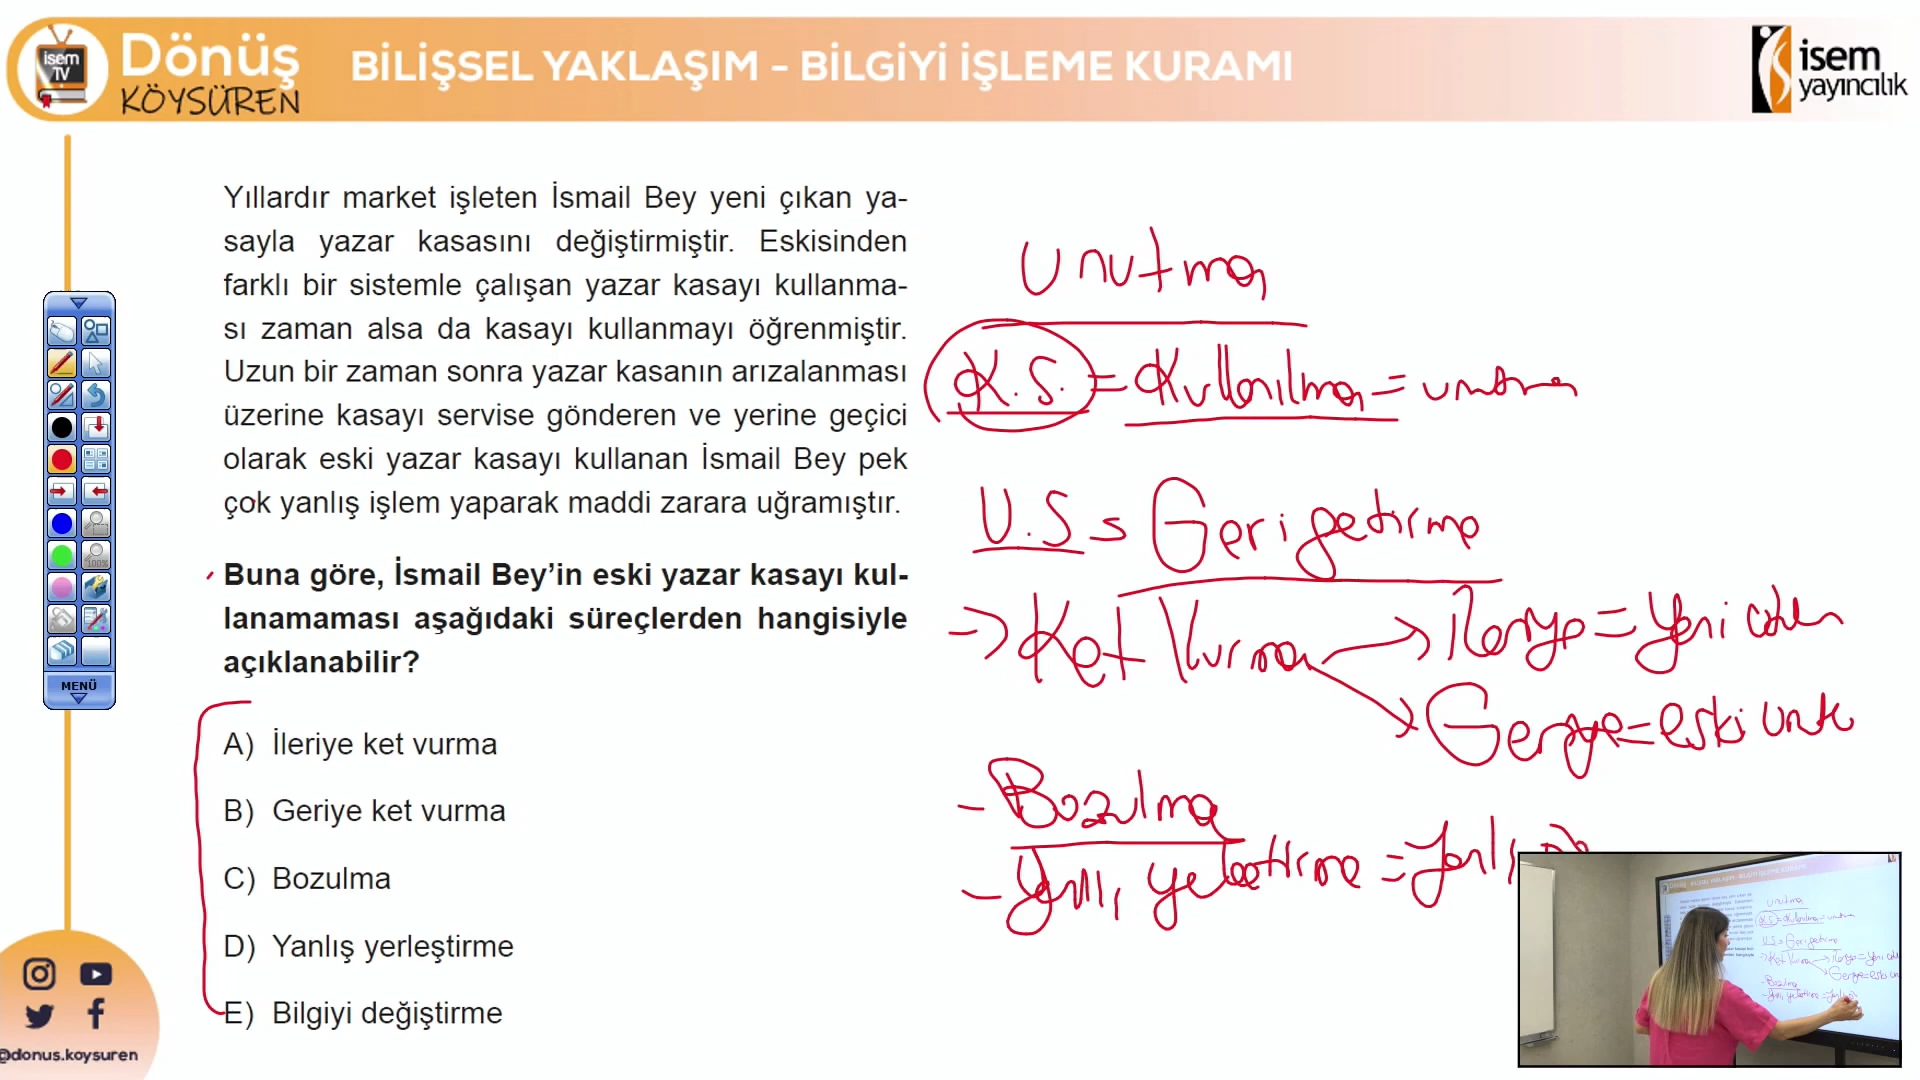 isem
TV
Dönüş
KÖYSÜREN
BİLİŞSEL YAKLAŞIM - BİLGİYİ İŞLEME KURAMI
isem
yayıncılık
Yıllardır market işleten İsmail Bey yeni çıkan ya-
sayla yazar kasasını değiştirmiştir. Eskisinden
farklı bir sistemle çalışan yazar kasayı kullanma-
sı zaman alsa da kasayı kullanmayı öğrenmiştir.
Uzun bir zaman sonra yazar kasanın arızalanması
üzerine kasayı servise gönderen ve yerine geçici
olarak eski yazar kasayı kullanan İsmail Bey pek
çok yanlış işlem yaparak maddi zarara uğramıştır.
Buna göre, İsmail Bey’in eski yazar kasayı kul-
lanamaması aşağıdaki süreçlerden hangisiyle
açıklanabilir?
A) İleriye ket vurma
B) Geriye ket vurma
C) Bozulma
D) Yanlış yerleştirme
E) Bilgiyi değiştirme
Unutma
K.S. = Kullanılma =
U.S = Geri getirme
→ Ket Vurma → İleriye = Yeni
→ Geriye = eski
- Bozulma
- yerleştirme =
100%
MENÜ
@donus.koysuren